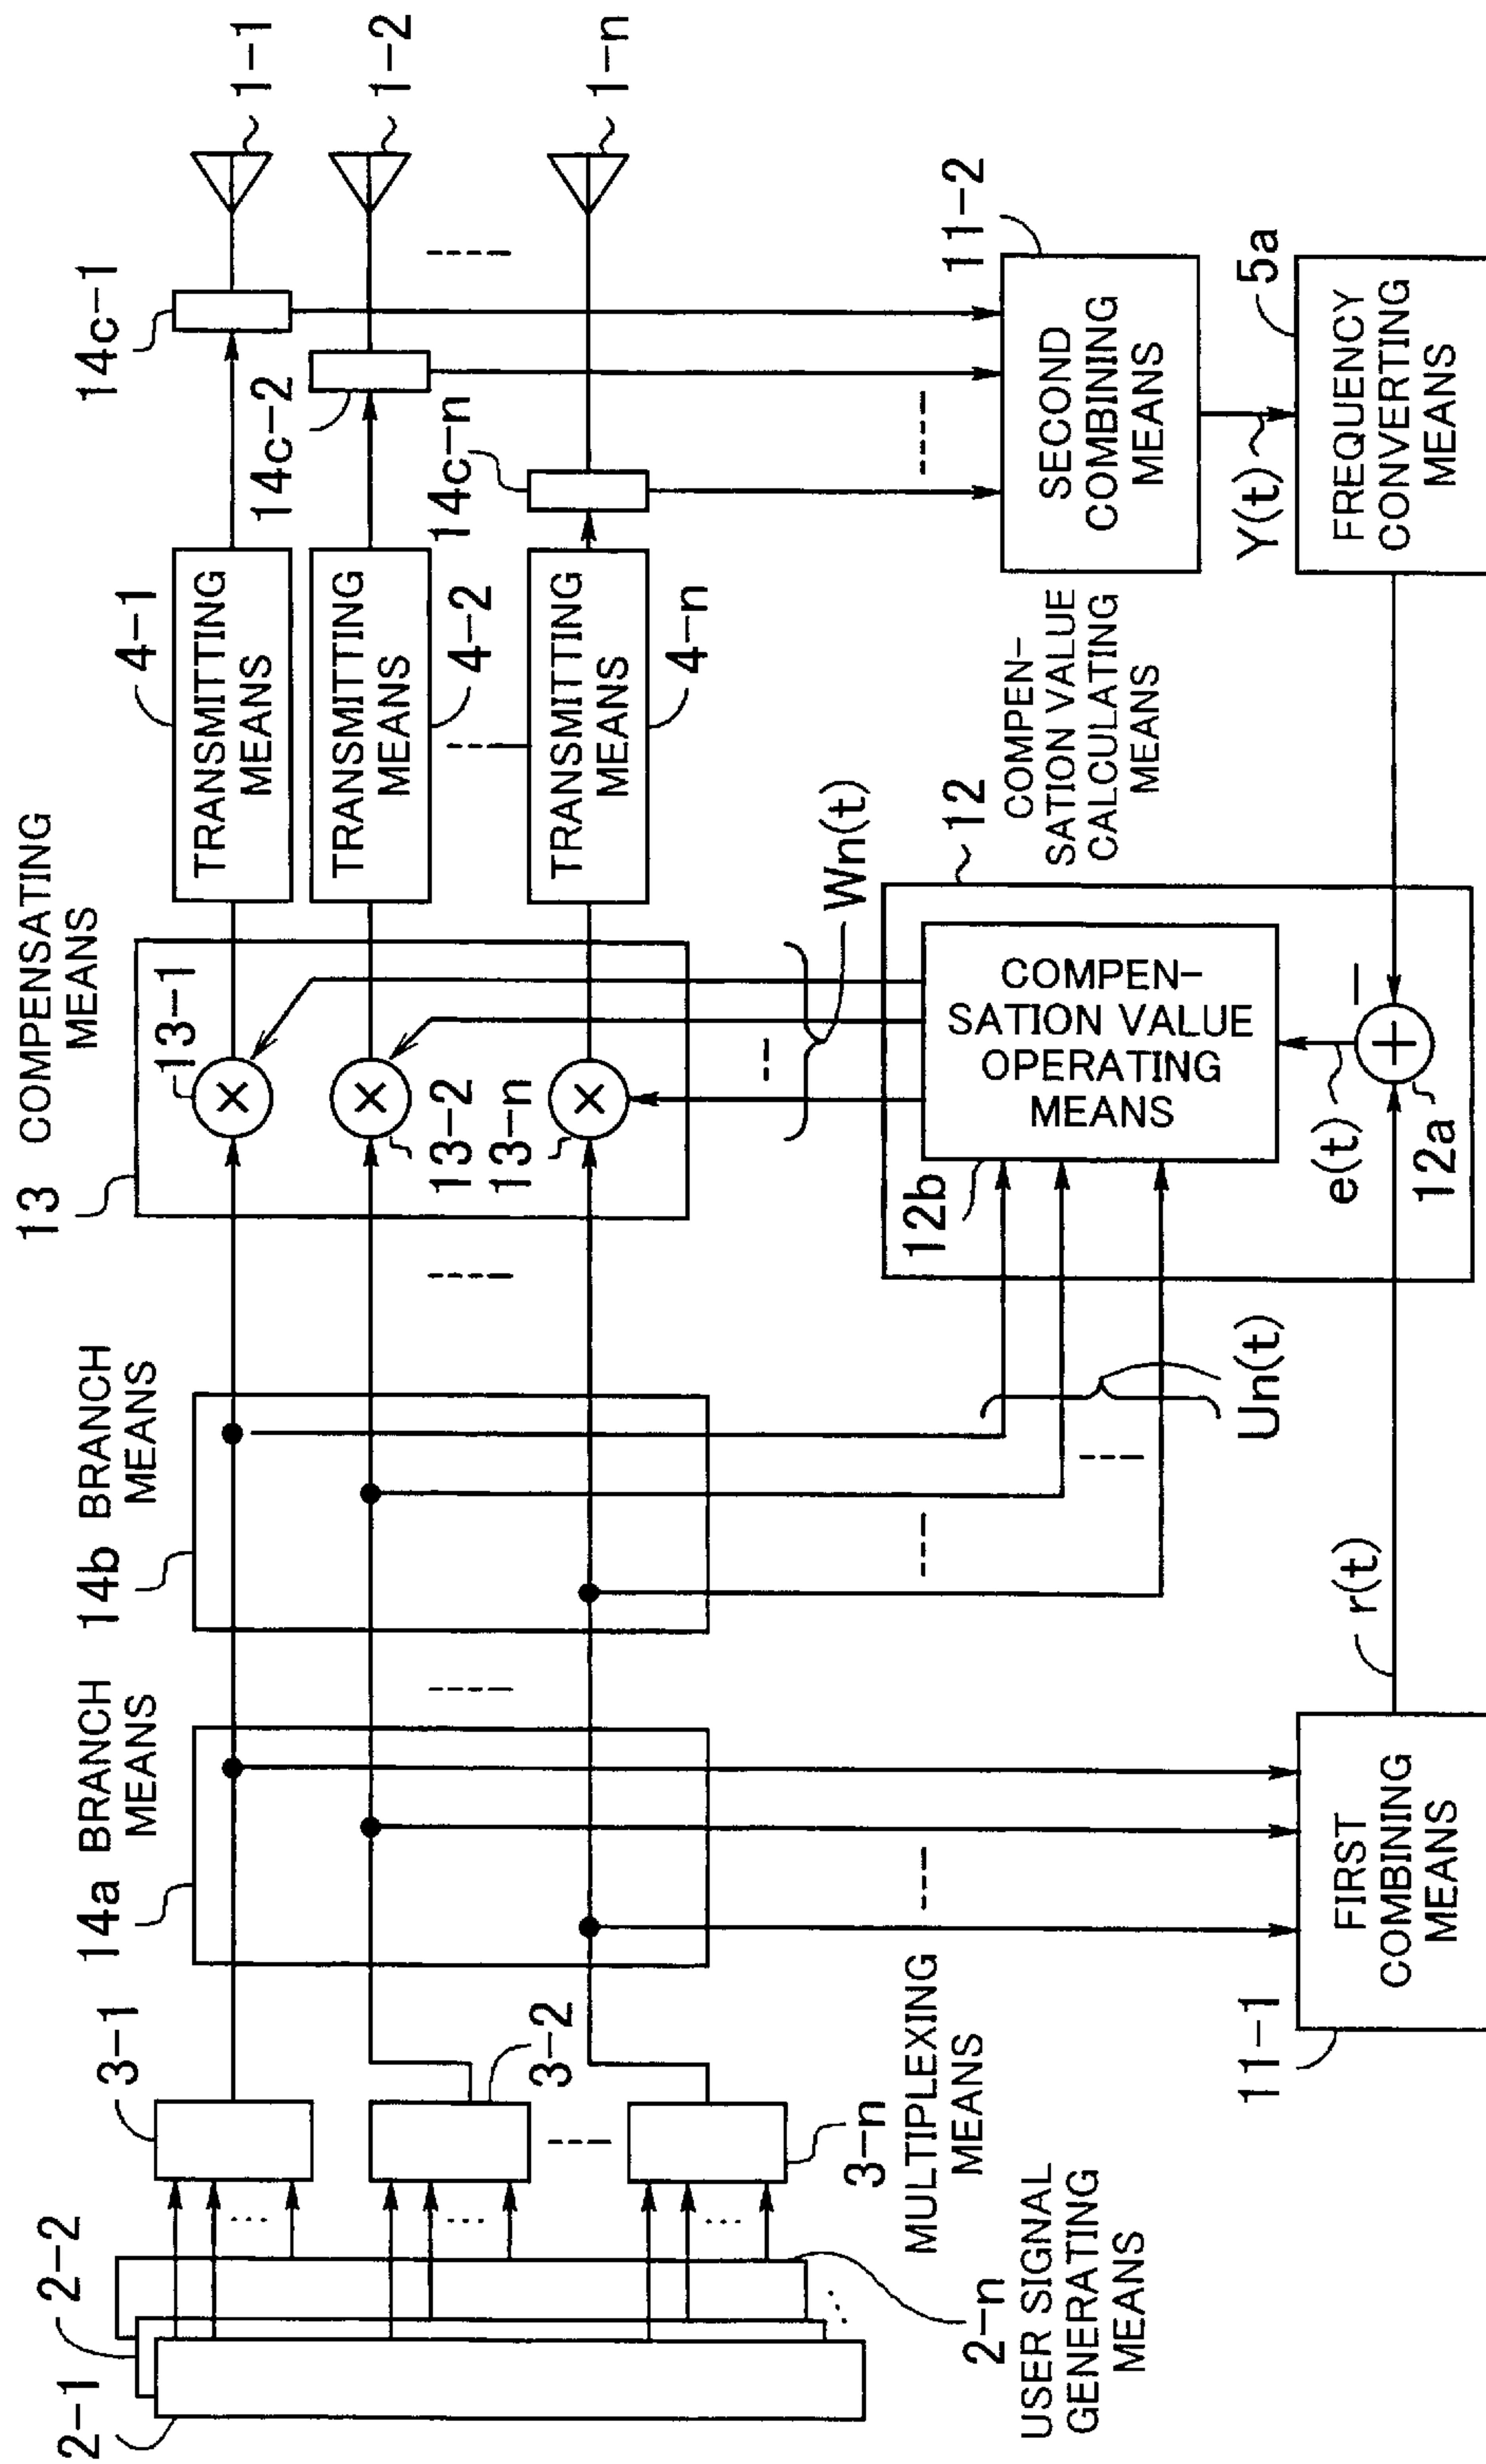 2-1
2-2
2-n
USER SIGNAL
GENERATING
MEANS
3-1
3-2
3-n
MULTIPLEXING
MEANS
14a BRANCH
MEANS
14b BRANCH
MEANS
13 COMPENSATING
MEANS
13-1
13-2
13-n
4-1
TRANSMITTING
MEANS
TRANSMITTING
MEANS
4-2
TRANSMITTING
MEANS
4-n
14c-1
14c-2
14c-n
1-1
1-2
1-n
11-1
FIRST
COMBINING
MEANS
r(t)
Un(t)
Wn(t)
12
COMPEN-
SATION VALUE
CALCULATING
MEANS
12b
COMPEN-
SATION VALUE
OPERATING
MEANS
e(t)
12a
+
−
11-2
SECOND
COMBINING
MEANS
Y(t)
5a
FREQUENCY
CONVERTING
MEANS